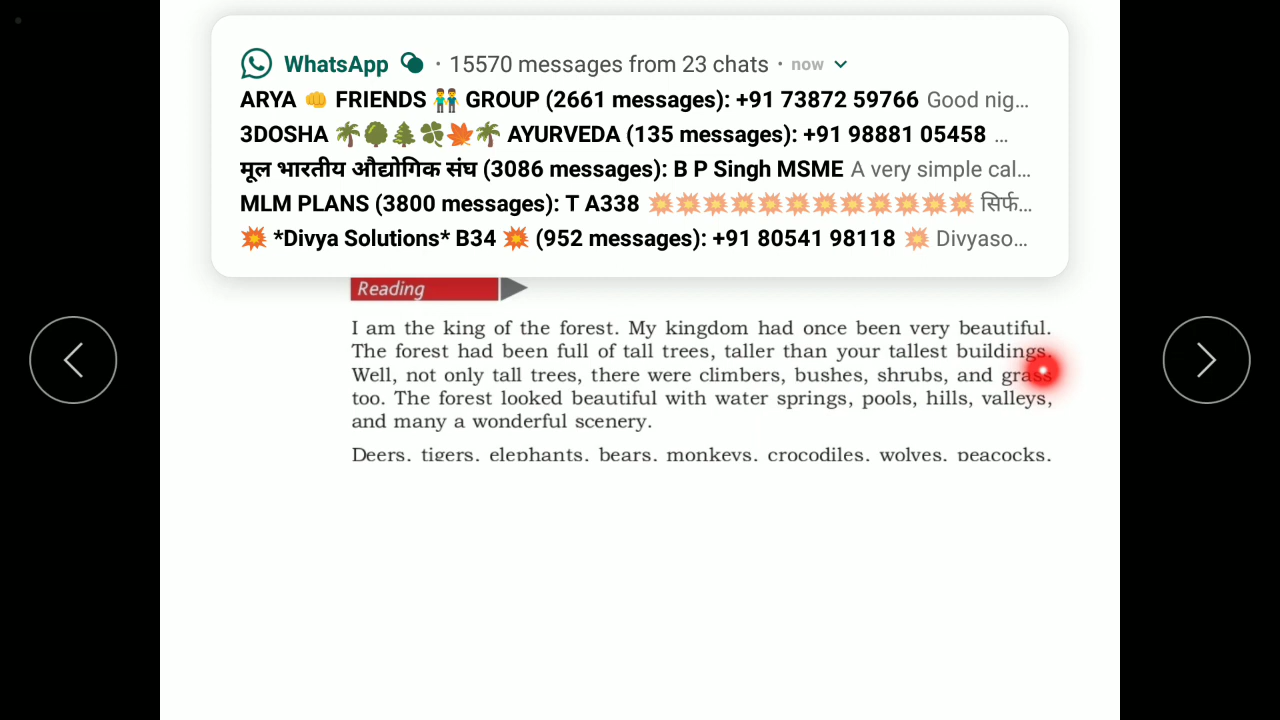 WhatsApp · 15570 messages from 23 chats · now
ARYA 👊 FRIENDS 👬 GROUP (2661 messages): +91 73872 59766 Good nig...
3DOSHA 🌴🌳🌲🍀🍁🌴 AYURVEDA (135 messages): +91 98881 05458 ...
मूल भारतीय औद्योगिक संघ (3086 messages): B P Singh MSME A very simple cal...
MLM PLANS (3800 messages): T A338 💥💥💥💥💥💥💥💥💥💥💥💥 सिर्फ...
💥 *Divya Solutions* B34 💥 (952 messages): +91 80541 98118 💥 Divyaso...
Reading
I am the king of the forest. My kingdom had once been very beautiful.
The forest had been full of tall trees, taller than your tallest buildings.
Well, not only tall trees, there were climbers, bushes, shrubs, and grass
too. The forest looked beautiful with water springs, pools, hills, valleys,
and many a wonderful scenery.
Deers, tigers, elephants, bears, monkeys, crocodiles, wolves, peacocks,